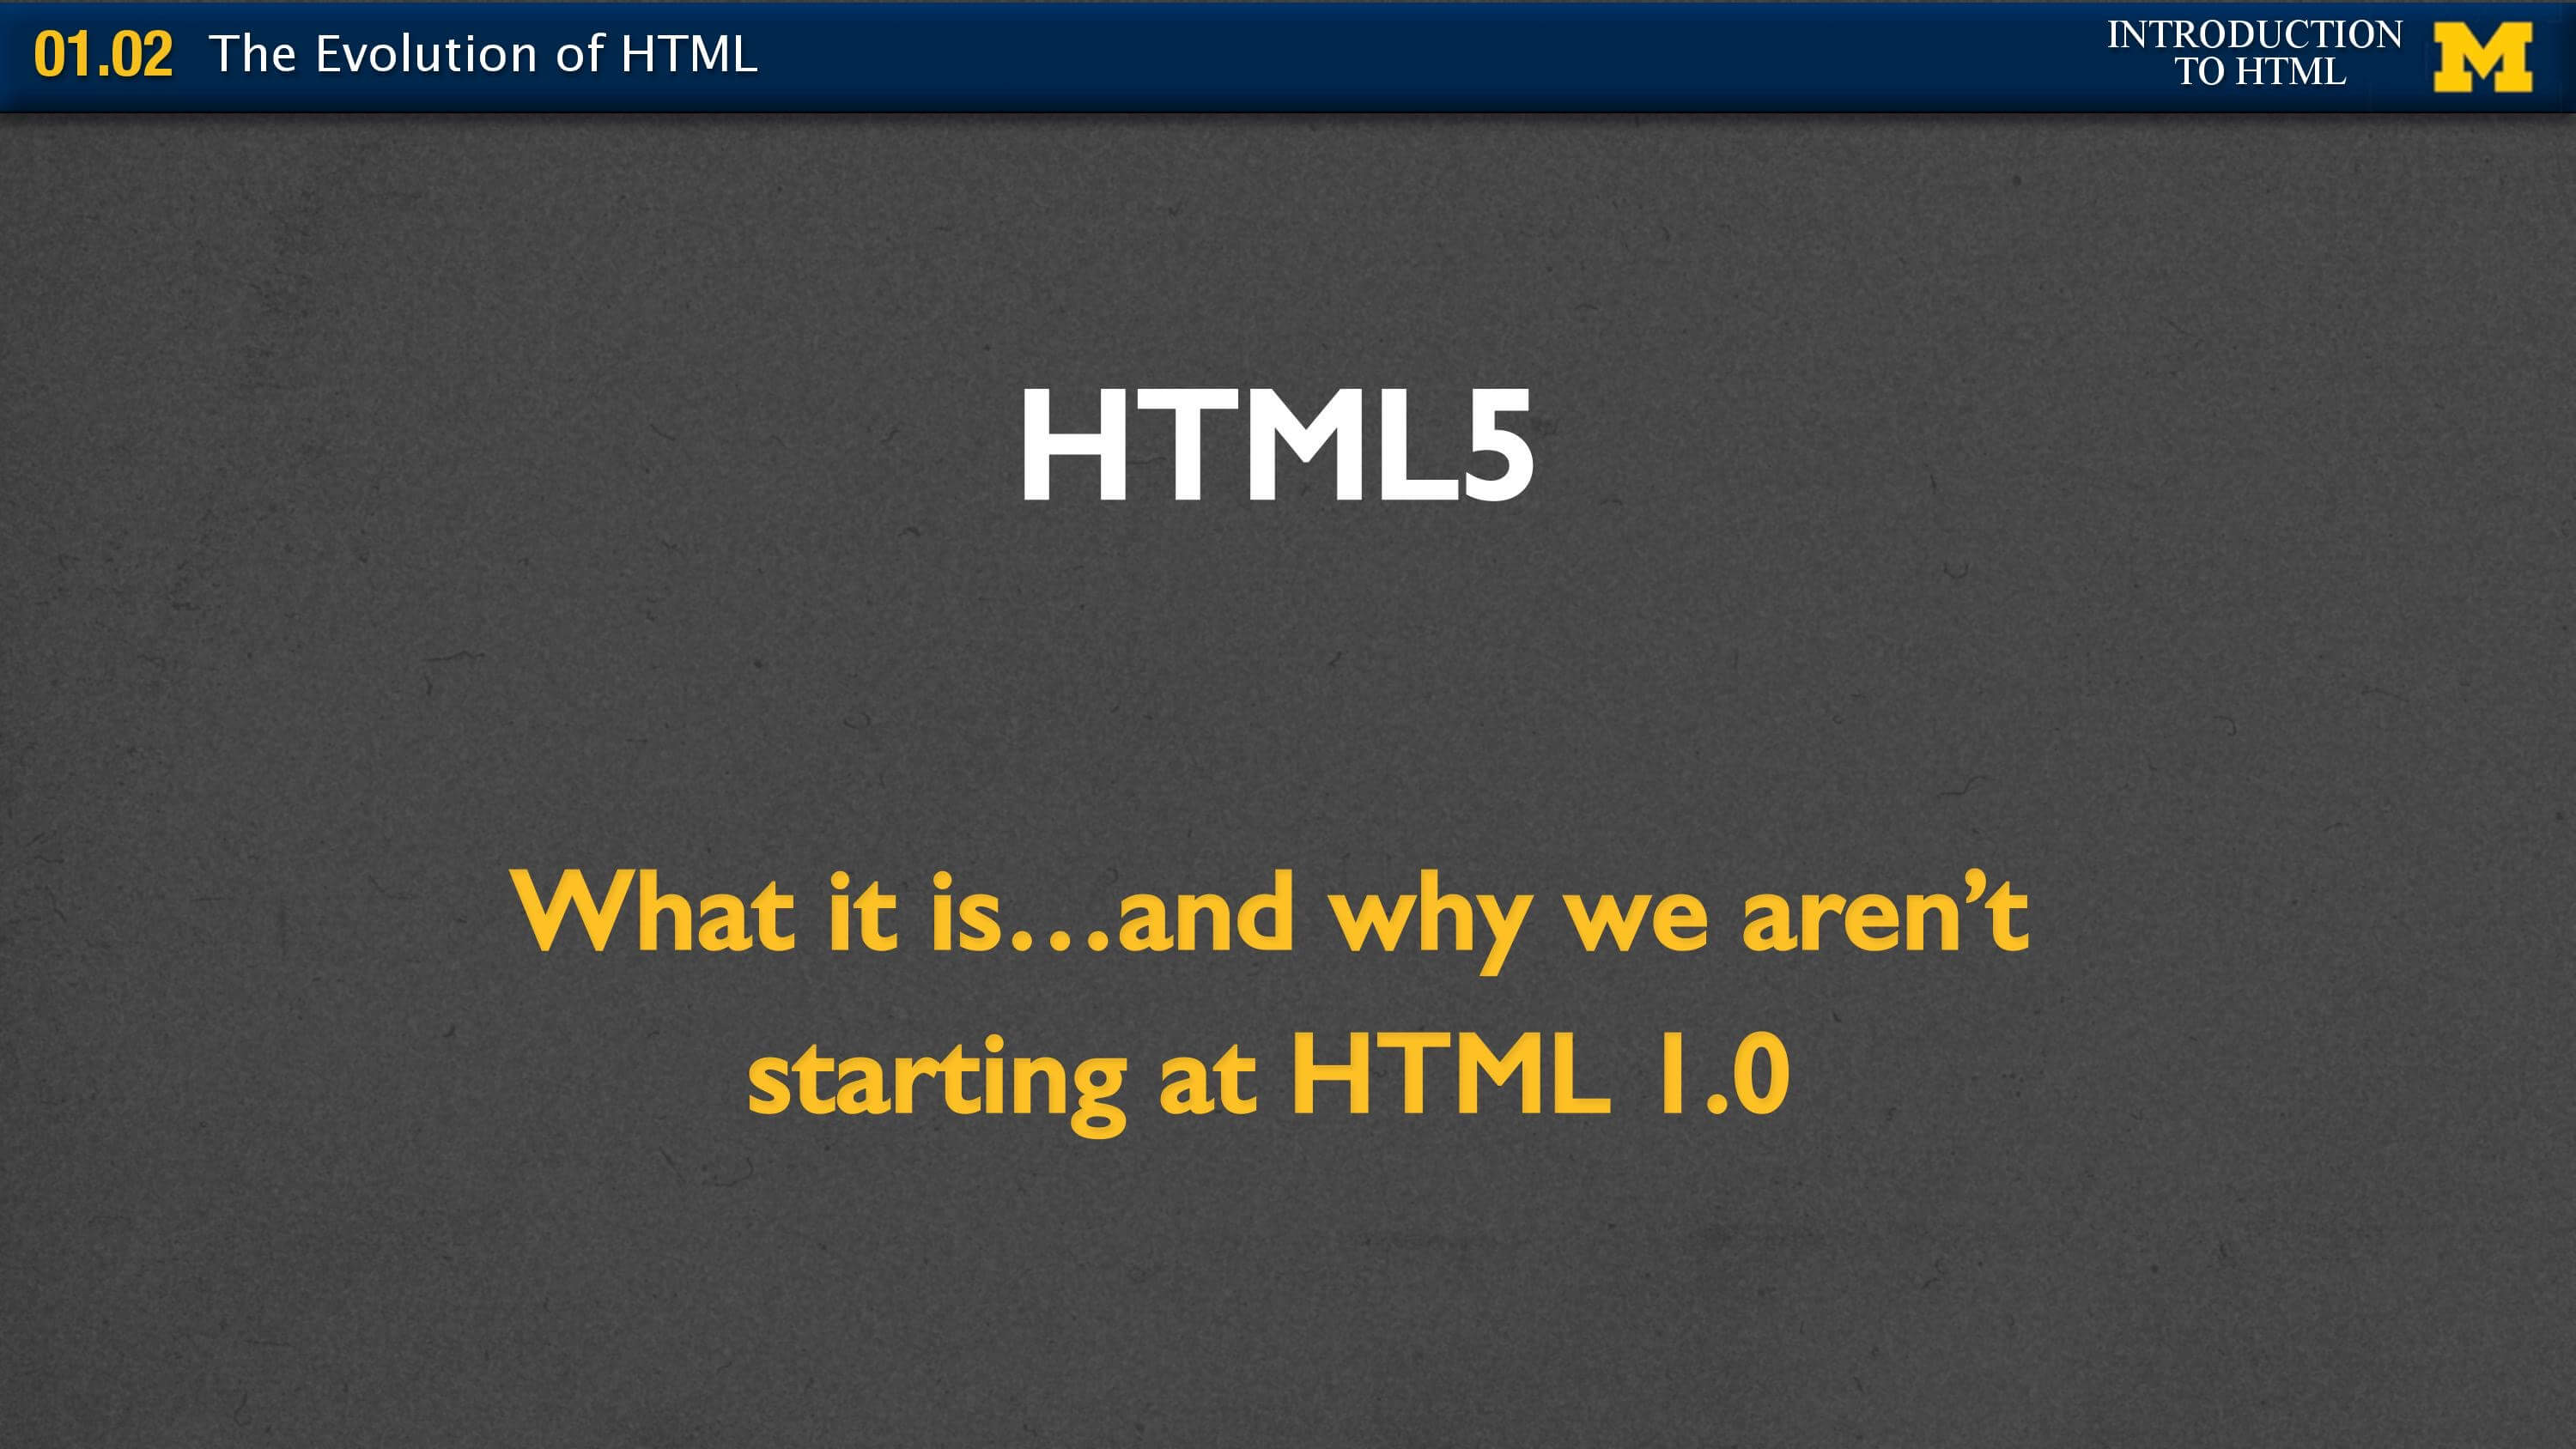 01.02 The Evolution of HTML
INTRODUCTION
TO HTML
M
HTML5
What it is…and why we aren’t
starting at HTML 1.0